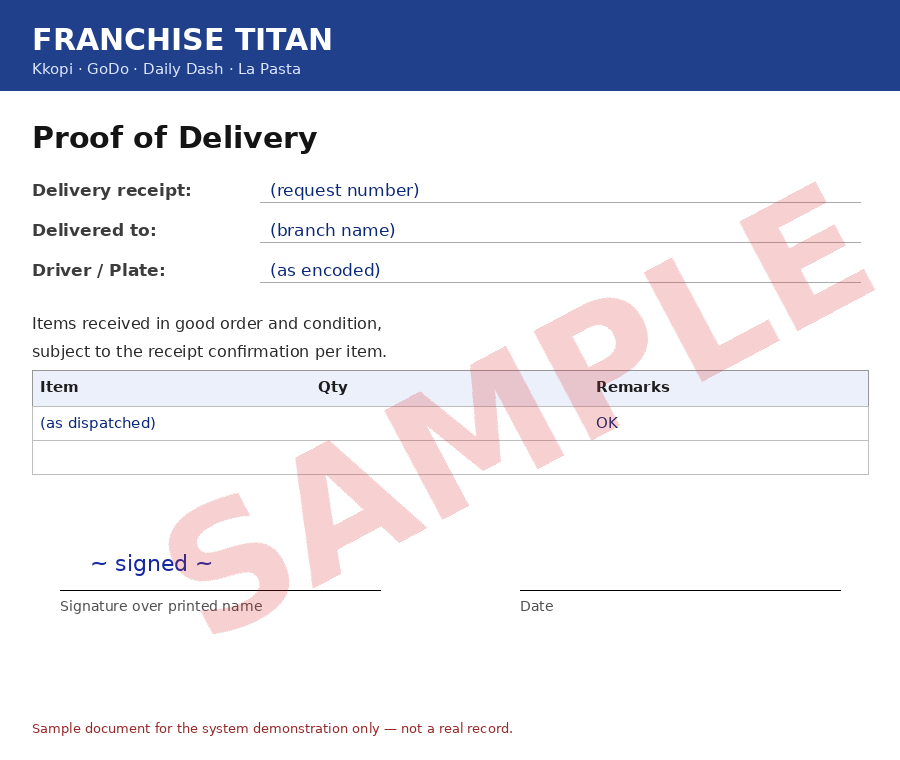 FRANCHISE TITAN
Kkopi · GoDo · Daily Dash · La Pasta
Proof of Delivery
Delivery receipt: (request number)
Delivered to: (branch name)
Driver / Plate: (as encoded)
Items received in good order and condition,
subject to the receipt confirmation per item.
Item Qty Remarks
(as dispatched) OK
SAMPLE
~ signed ~
Signature over printed name Date
Sample document for the system demonstration only — not a real record.